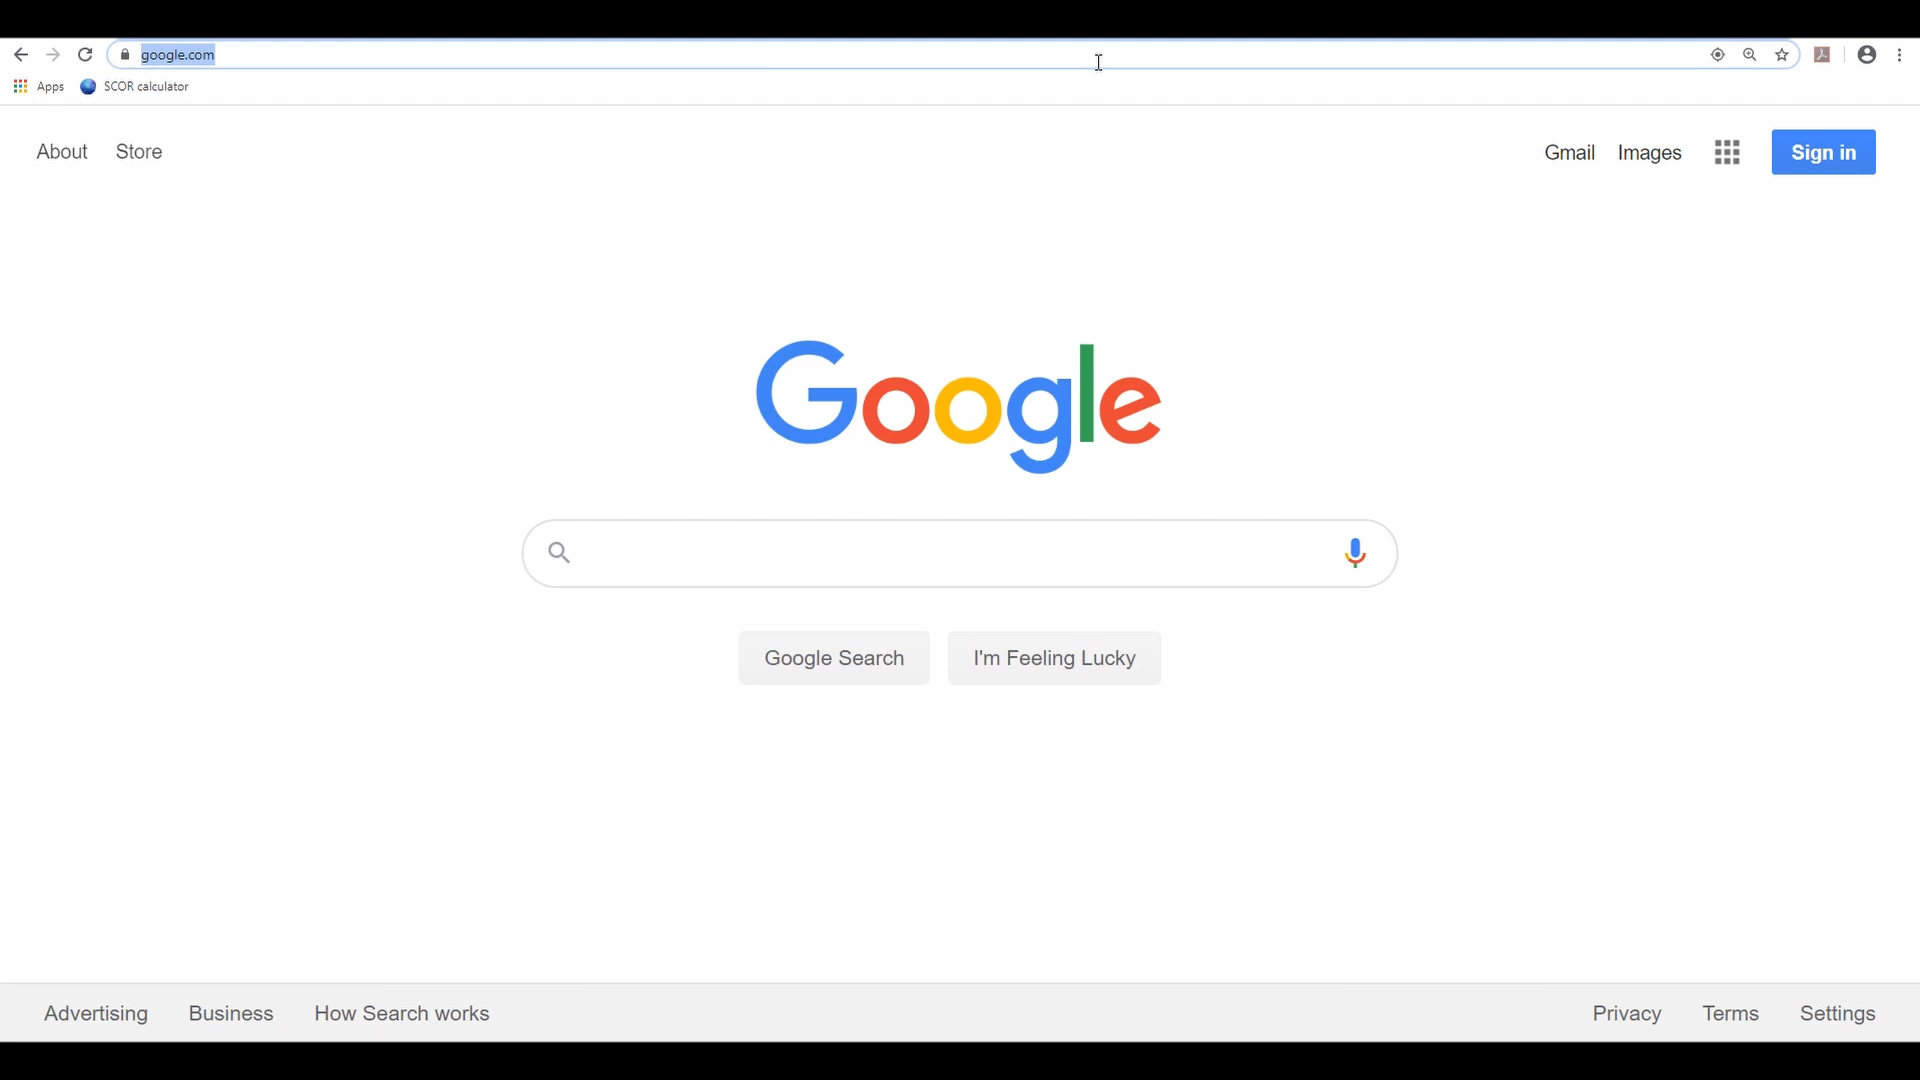 google.com
Apps SCOR calculator
About Store Gmail Images Sign in
Google
Google Search I'm Feeling Lucky
Advertising Business How Search works Privacy Terms Settings